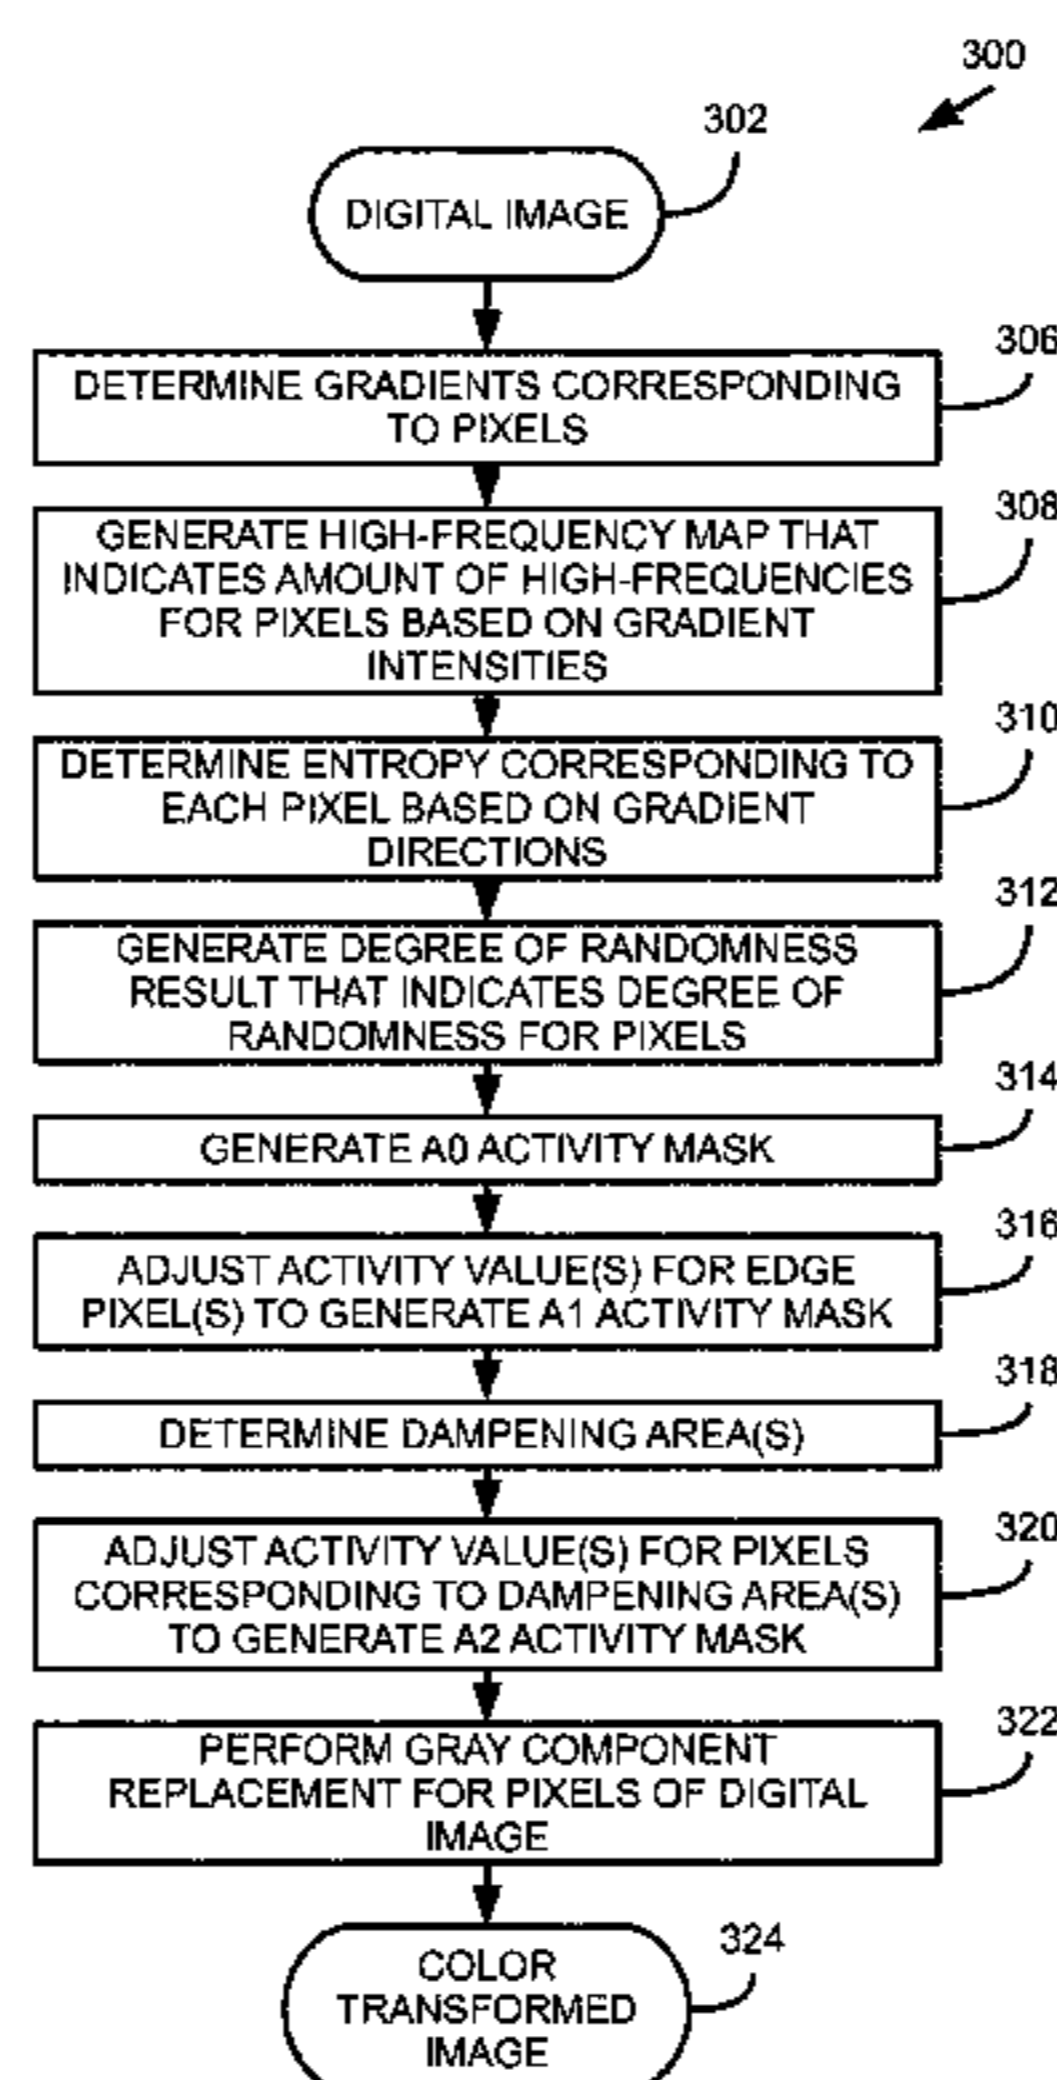 300
302
DIGITAL IMAGE
306
DETERMINE GRADIENTS CORRESPONDING
TO PIXELS
308
GENERATE HIGH-FREQUENCY MAP THAT
INDICATES AMOUNT OF HIGH-FREQUENCIES
FOR PIXELS BASED ON GRADIENT
INTENSITIES
310
DETERMINE ENTROPY CORRESPONDING TO
EACH PIXEL BASED ON GRADIENT
DIRECTIONS
312
GENERATE DEGREE OF RANDOMNESS
RESULT THAT INDICATES DEGREE OF
RANDOMNESS FOR PIXELS
314
GENERATE A0 ACTIVITY MASK
316
ADJUST ACTIVITY VALUE(S) FOR EDGE
PIXEL(S) TO GENERATE A1 ACTIVITY MASK
318
DETERMINE DAMPENING AREA(S)
320
ADJUST ACTIVITY VALUE(S) FOR PIXELS
CORRESPONDING TO DAMPENING AREA(S)
TO GENERATE A2 ACTIVITY MASK
322
PERFORM GRAY COMPONENT
REPLACEMENT FOR PIXELS OF DIGITAL
IMAGE
324
COLOR
TRANSFORMED
IMAGE